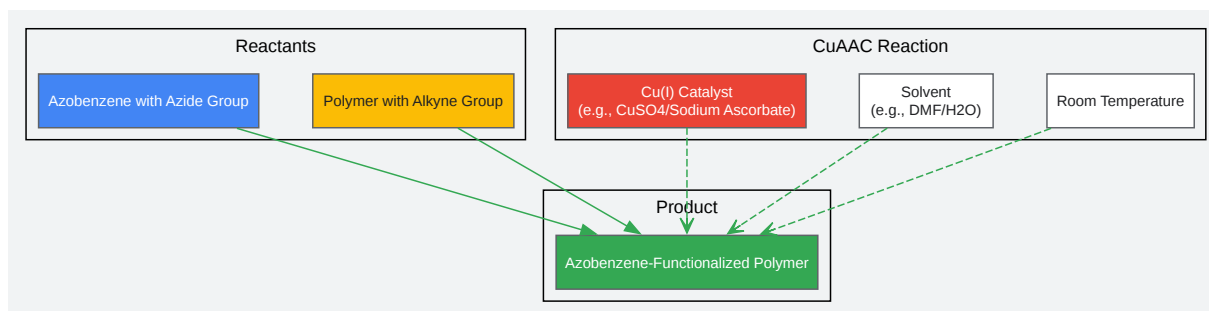 Reactants
CuAAC Reaction
Azobenzene with Azide Group
Polymer with Alkyne Group
Cu(I) Catalyst
(e.g., CuSO4/Sodium Ascorbate)
Solvent
(e.g., DMF/H2O)
Room Temperature
Product
Azobenzene-Functionalized Polymer